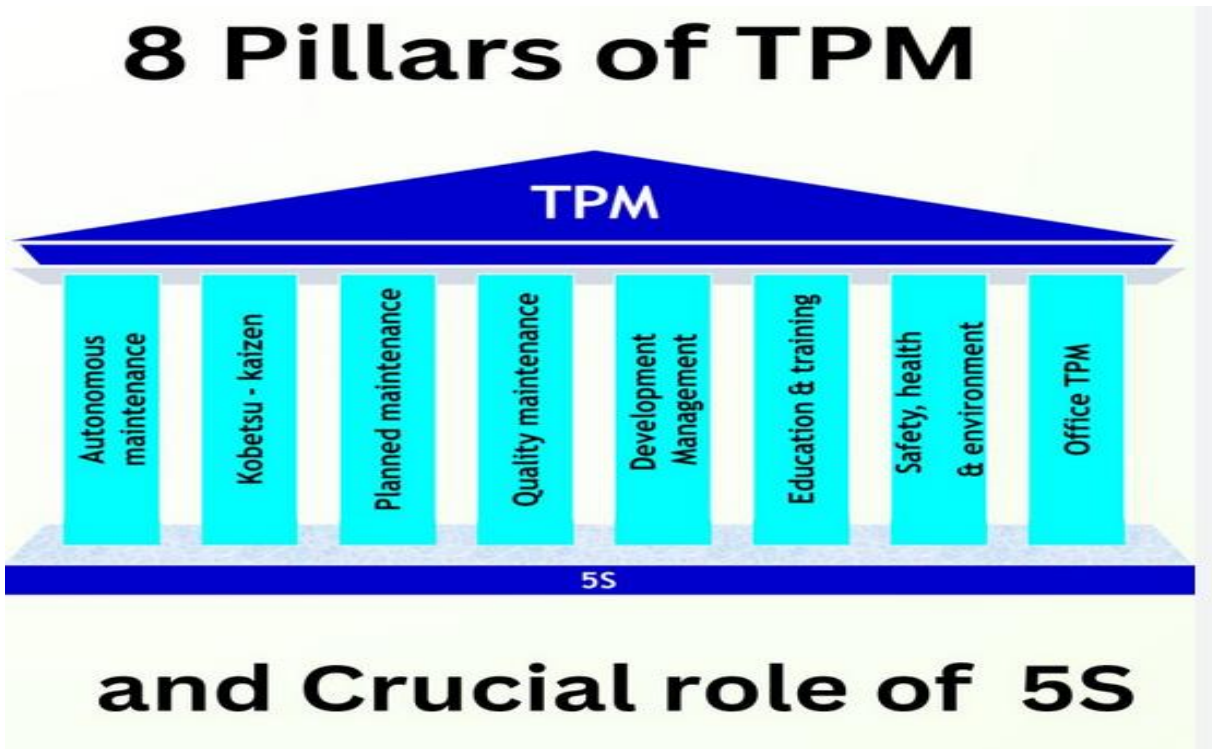 8 Pillars of TPM
TPM
Autonomous
maintenance
Kobetsu - kaizen
Planned maintenance
Quality maintenance
Development
Management
Education & training
Safety, health
& environment
Office TPM
5S
and Crucial role of 5S